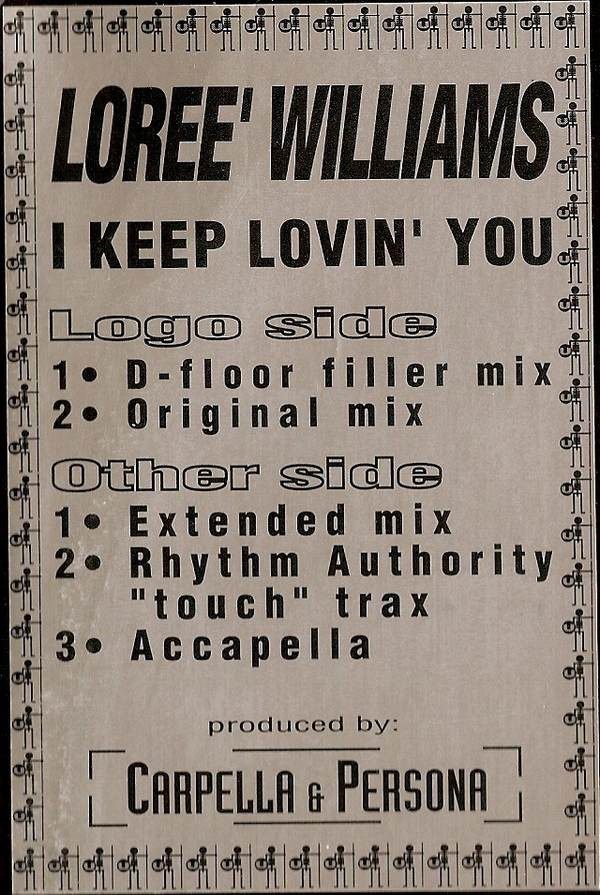 LOREE' WILLIAMS
I KEEP LOVIN' YOU
Logo side
1• D-floor filler mix
2• Original mix
Other side
1• Extended mix
2• Rhythm Authority
"touch" trax
3• Accapella
produced by:
CARPELLA & PERSONA